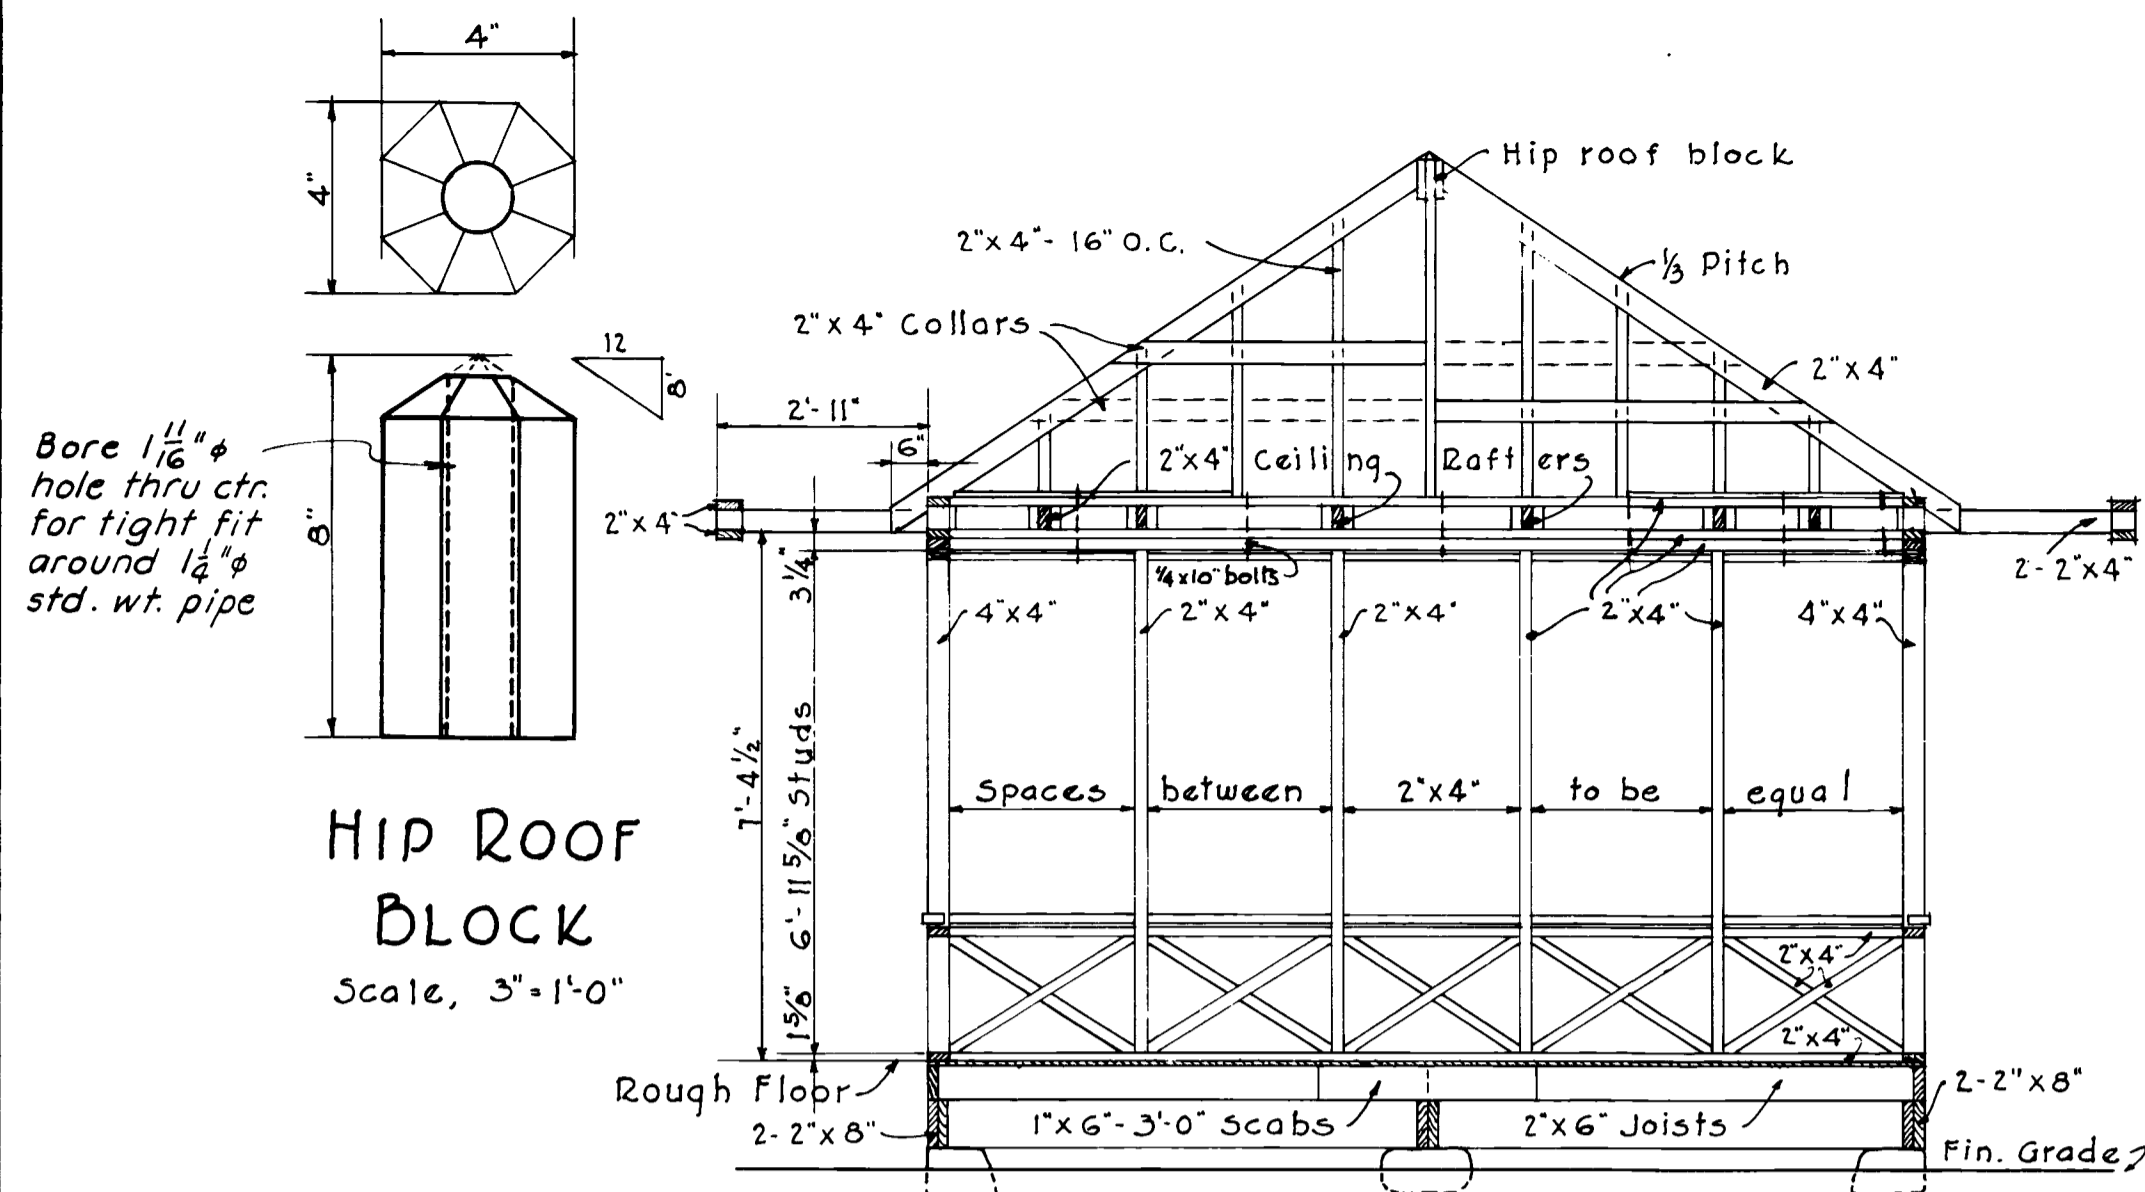 4"
4"
12
8
8"
Bore 1 11/16"ϕ
hole thru ctr.
for tight fit
around 1 1/4"ϕ
std. wt. pipe
HIP ROOF
BLOCK
Scale, 3"=1'-0"
Hip roof block
2"x4"-16" O.C.
1/3 Pitch
2"x4" Collars
2"x4"
2'-11"
6"
2"x4" Ceiling Rafters
2"x4"
2-2"x4"
3 1/4"
1/4x10" bolts
4"x4"
2"x4"
2"x4"
2"x4"
4"x4"
7'-4 1/2"
6'-11 5/8" Studs
1 5/8"
Spaces between 2"x4" to be equal
2"x4"
2"x4"
Rough Floor
2-2"x8"
1"x6"-3'-0" Scabs
2"x6" Joists
2-2"x8"
Fin. Grade